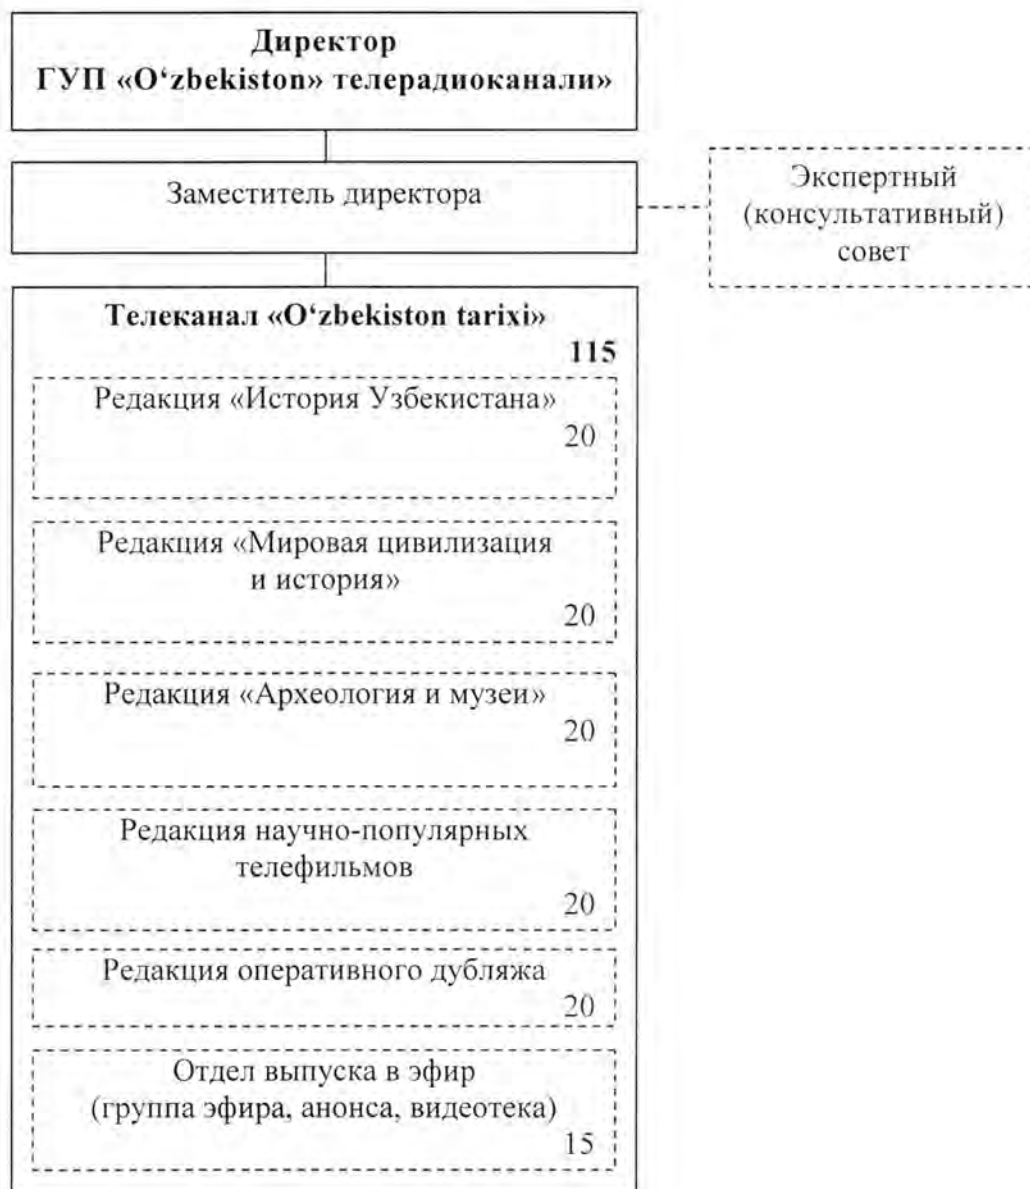 Директор
ГУП «O‘zbekiston» телерадиоканали»
Заместитель директора
Экспертный
(консультативный)
совет
Телеканал «O‘zbekiston tarixi»
115
Редакция «История Узбекистана»
20
Редакция «Мировая цивилизация
и история»
20
Редакция «Археология и музеи»
20
Редакция научно-популярных
телефильмов
20
Редакция оперативного дубляжа
20
Отдел выпуска в эфир
(группа эфира, анонса, видеотека)
15